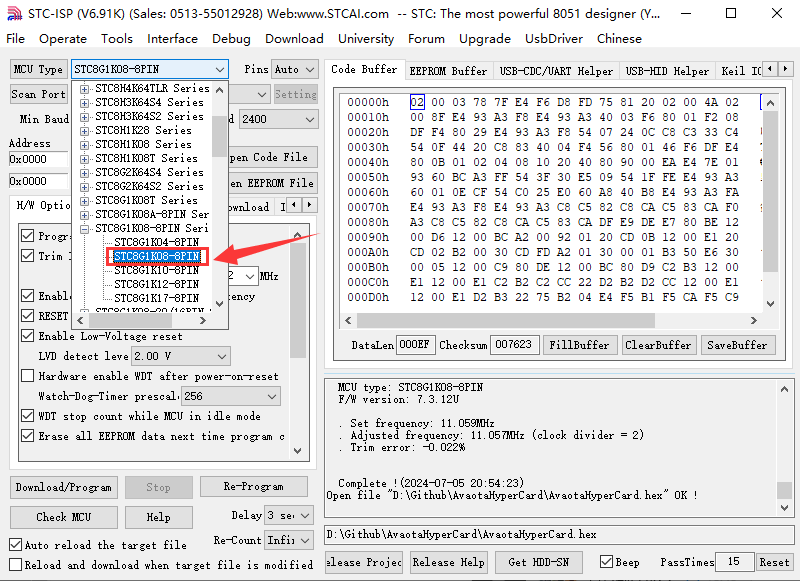 STC-ISP (V6.91K) (Sales: 0513-55012928) Web:www.STCAI.com -- STC: The most powerful 8051 designer (Y...
File Operate Tools Interface Debug Download University Forum Upgrade UsbDriver Chinese
MCU Type STC8G1K08-8PIN Pins Auto
Scan Port Setting
Min Baud d 2400
Address
0x0000 pen Code File
0x0000 en EEPROM File
H/W Optio ownload I
STC8H4K64TLR Series
STC8H3K64S4 Series
STC8H3K64S2 Series
STC8H1K28 Series
STC8H1K08 Series
STC8H1K08T Series
STC8G2K64S4 Series
STC8G2K64S2 Series
STC8G1K08T Series
STC8G1K08A-8PIN Ser
STC8G1K08-8PIN Seri
STC8G1K04-8PIN
STC8G1K08-8PIN
STC8G1K10-8PIN
STC8G1K12-8PIN
STC8G1K17-8PIN
Progr
Trim I 2 MHz
Enabl ency
RESET
Enable Low-Voltage reset
LVD detect leve 2.00 V
Hardware enable WDT after power-on-reset
Watch-Dog-Timer prescal 256
WDT stop count while MCU in idle mode
Erase all EEPROM data next time program c
Download/Program Stop Re-Program
Check MCU Help Delay 3 se
Auto reload the target file Re-Count Infi
Reload and download when target file is modified
Code Buffer EEPROM Buffer USB-CDC/UART Helper USB-HID Helper Keil IC
00000h 02 00 03 78 7F E4 F6 D8 FD 75 81 20 02 00 4A 02
00010h 00 8F E4 93 A3 F8 E4 93 A3 40 03 F6 80 01 F2 08
00020h DF F4 80 29 E4 93 A3 F8 54 07 24 0C C8 C3 33 C4
00030h 54 0F 44 20 C8 83 40 04 F4 56 80 01 46 F6 DF E4
00040h 80 0B 01 02 04 08 10 20 40 80 90 00 EA E4 7E 01
00050h 93 60 BC A3 FF 54 3F 30 E5 09 54 1F FE E4 93 A3
00060h 60 01 0E CF 54 C0 25 E0 60 A8 40 B8 E4 93 A3 FA
00070h E4 93 A3 F8 E4 93 A3 C8 C5 82 C8 CA C5 83 CA F0
00080h A3 C8 C5 82 C8 CA C5 83 CA DF E9 DE E7 80 BE 12
00090h 00 D6 12 00 BC A2 00 92 01 20 CD 0B 12 00 E1 20
000A0h CD 02 B2 00 30 CD FD A2 01 30 00 01 B3 50 E6 30
000B0h 00 05 12 00 C9 80 DE 12 00 BC 80 D9 C2 B3 12 00
000C0h E1 12 00 E1 C2 B2 C2 CC 22 D2 B2 D2 CC 12 00 E1
000D0h 12 00 E1 D2 B3 22 75 B2 04 E4 F5 B1 F5 CA F5 C9
DataLen 000EF Checksum 007623 FillBuffer ClearBuffer SaveBuffer
MCU type: STC8G1K08-8PIN
F/W version: 7.3.12U
. Set frequency: 11.059MHz
. Adjusted frequency: 11.057MHz (clock divider = 2)
. Trim error: -0.022%
Complete !(2024-07-05 20:54:23)
Open file "D:\Github\AvaotaHyperCard\AvaotaHyperCard.hex" OK !
D:\Github\AvaotaHyperCard\AvaotaHyperCard.hex
elease Projec Release Help Get HDD-SN Beep PassTimes 15 Reset